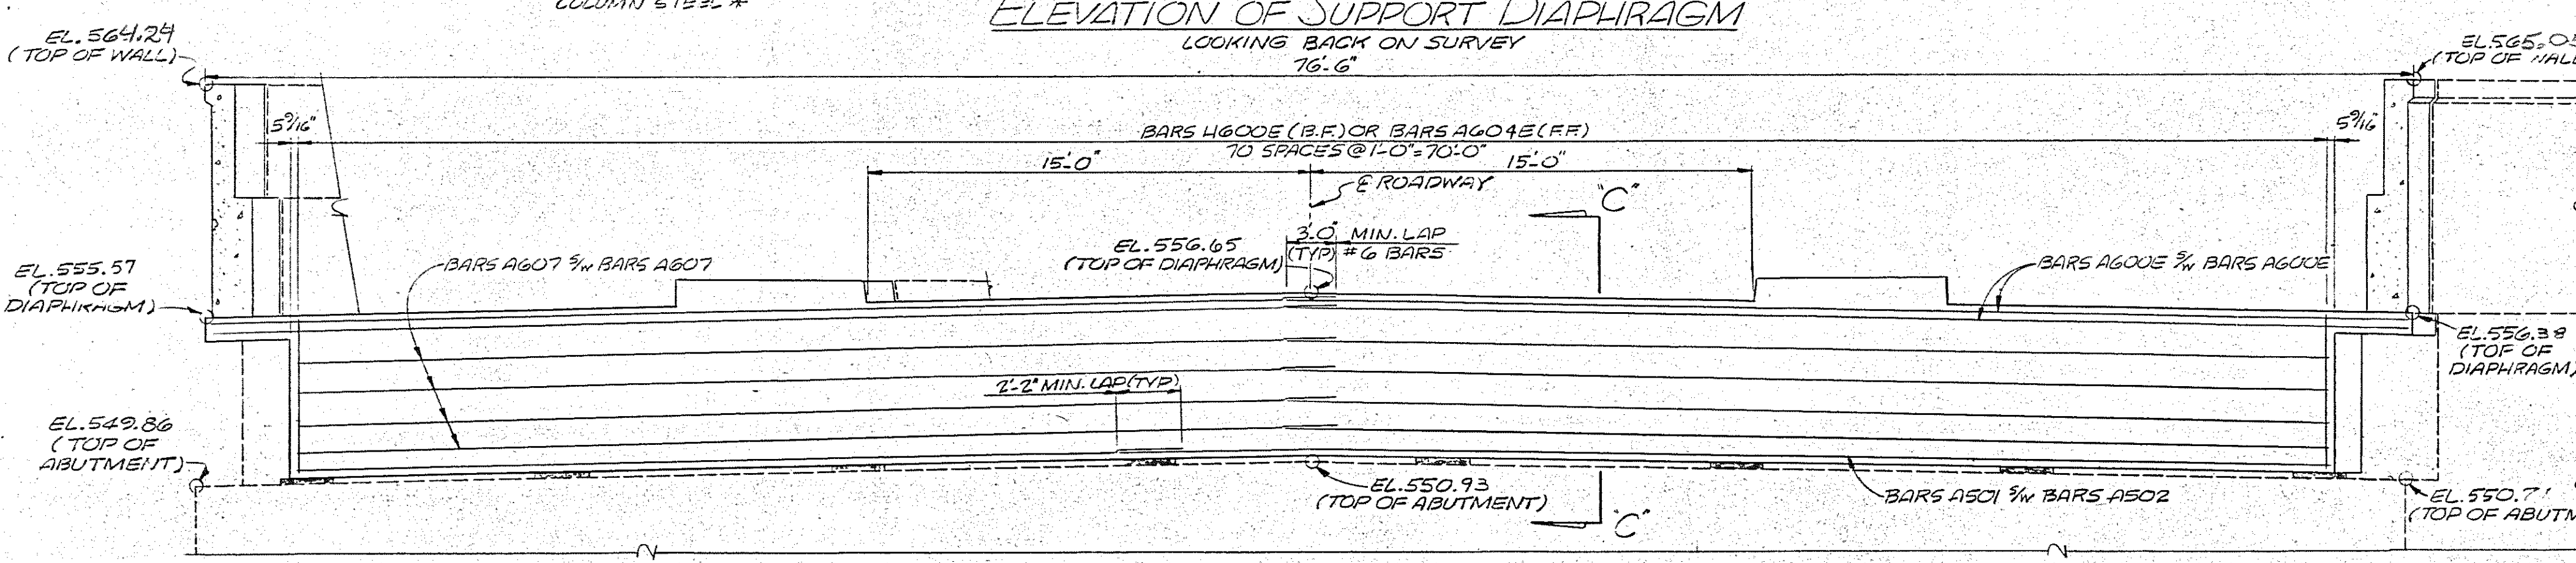 COLUMN STEEL *
ELEVATION OF SUPPORT DIAPHRAGM
LOOKING BACK ON SURVEY
76'-6"
EL. 564.24
(TOP OF WALL)
EL. 565.05
(TOP OF WALL
5 9/16"
BARS H600E (B.F.) OR BARS A604E (F.F.)
70 SPACES @ 1'-0" = 70'-0"
5 9/16"
15'-0"
15'-0"
℄ ROADWAY
"C"
3'-0" MIN. LAP
(TYP) #6 BARS
EL. 556.65
(TOP OF DIAPHRAGM)
BARS A607 S/W BARS A607
BARS A600E S/W BARS A600E
EL. 555.57
(TOP OF
DIAPHRAGM)
EL. 556.38
(TOP OF
DIAPHRAGM)
2'-2" MIN. LAP (TYP)
EL. 549.86
(TOP OF
ABUTMENT)
EL. 550.93
(TOP OF ABUTMENT)
BARS A501 S/W BARS A502
EL. 550.71
(TOP OF ABUTM
"C"